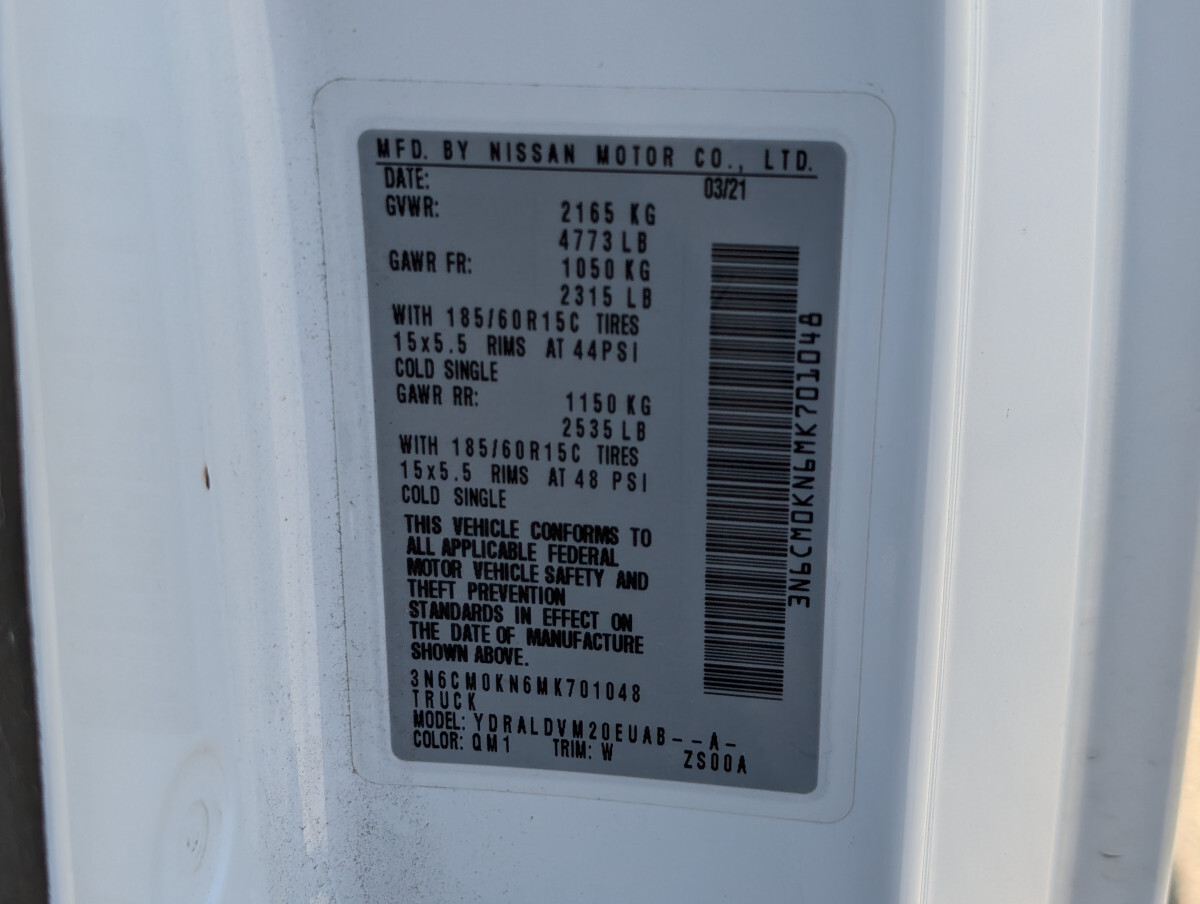 MFD. BY NISSAN MOTOR CO., LTD.
DATE: 03/21
GVWR: 2165 KG
4773 LB
GAWR FR: 1050 KG
2315 LB
WITH 185/60R15C TIRES
15x5.5 RIMS AT 44PSI
COLD SINGLE
GAWR RR: 1150 KG
2535 LB
WITH 185/60R15C TIRES
15x5.5 RIMS AT 48 PSI
COLD SINGLE
THIS VEHICLE CONFORMS TO
ALL APPLICABLE FEDERAL
MOTOR VEHICLE SAFETY AND
THEFT PREVENTION
STANDARDS IN EFFECT ON
THE DATE OF MANUFACTURE
SHOWN ABOVE.
3N6CM0KN6MK701048
TRUCK
MODEL: YDRALDVM20EUAB--A-
COLOR: QM1 TRIM: W ZS00A
3N6CM0KN6MK701048